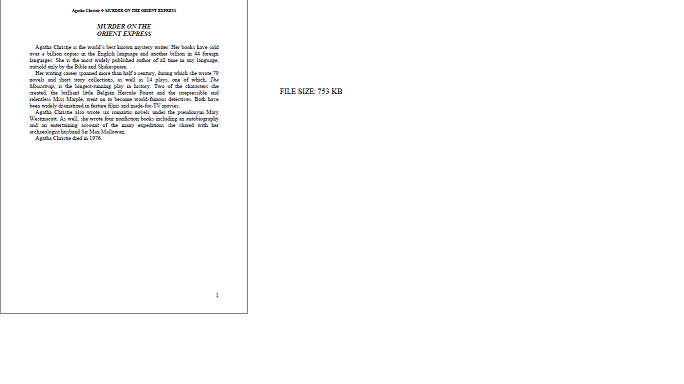 Agatha Christie ❖ MURDER ON THE ORIENT EXPRESS
MURDER ON THE
ORIENT EXPRESS
Agatha Christie is the world's best known mystery writer. Her books have sold
over a billion copies in the English language and another billion in 44 foreign
languages. She is the most widely published author of all time in any language,
outsold only by the Bible and Shakespeare.
Her writing career spanned more than half a century, during which she wrote 79
novels and short story collections, as well as 14 plays, one of which, The
Mousetrap, is the longest-running play in history. Two of the characters she
created, the brilliant little Belgian Hercule Poirot and the irrepressible and
relentless Miss Marple, went on to become world-famous detectives. Both have
been widely dramatized in feature films and made-for-TV movies.
Agatha Christie also wrote six romantic novels under the pseudonym Mary
Westmacott. As well, she wrote four nonfiction books including an autobiography
and an entertaining account of the many expeditions she shared with her
archaeologist husband Sir Max Mallowan.
Agatha Christie died in 1976.
1
FILE SIZE: 753 KB